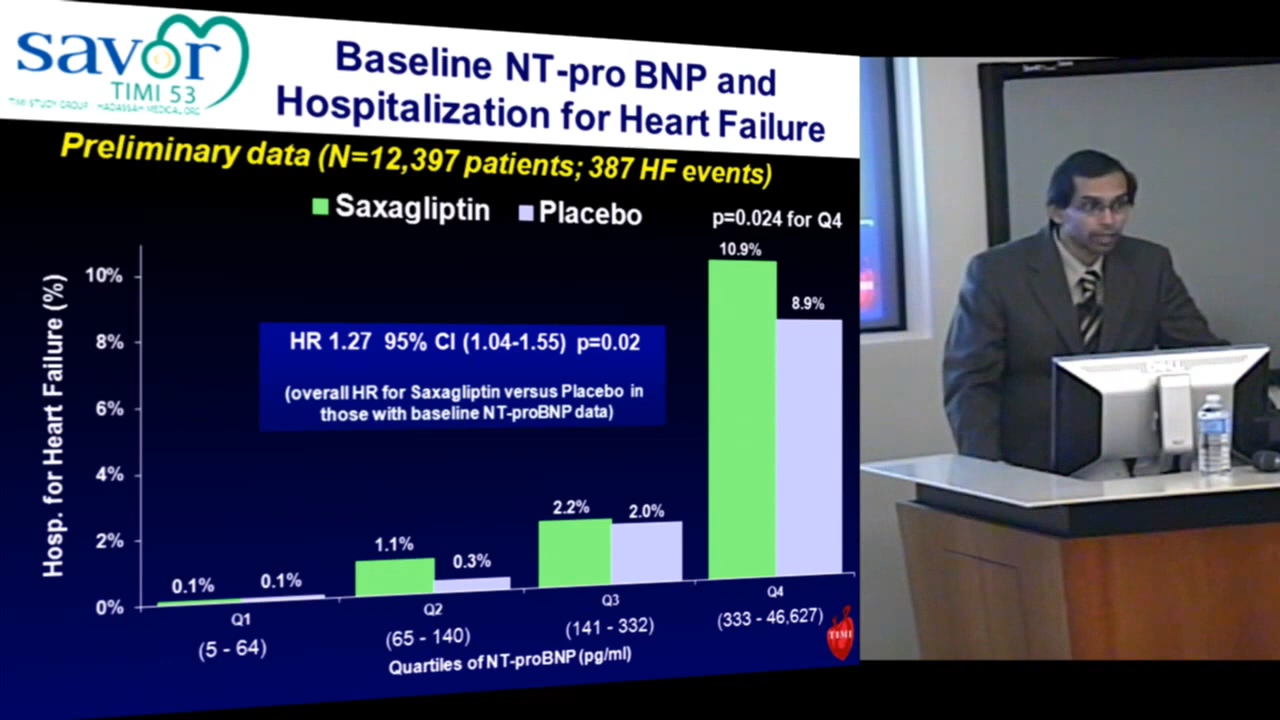 savor
TIMI 53
TIMI STUDY GROUP · HADASSAH MEDICAL ORG
Baseline NT-pro BNP and
Hospitalization for Heart Failure
Preliminary data (N=12,397 patients; 387 HF events)
Saxagliptin Placebo
p=0.024 for Q4
Hosp. for Heart Failure (%)
10%
8%
6%
4%
2%
0%
HR 1.27 95% CI (1.04-1.55) p=0.02
(overall HR for Saxagliptin versus Placebo in
those with baseline NT-proBNP data)
0.1% 0.1%
1.1% 0.3%
2.2% 2.0%
10.9% 8.9%
Q1 Q2 Q3 Q4
(5 - 64) (65 - 140) (141 - 332) (333 - 46,627)
Quartiles of NT-proBNP (pg/ml)
TIMI
DELL